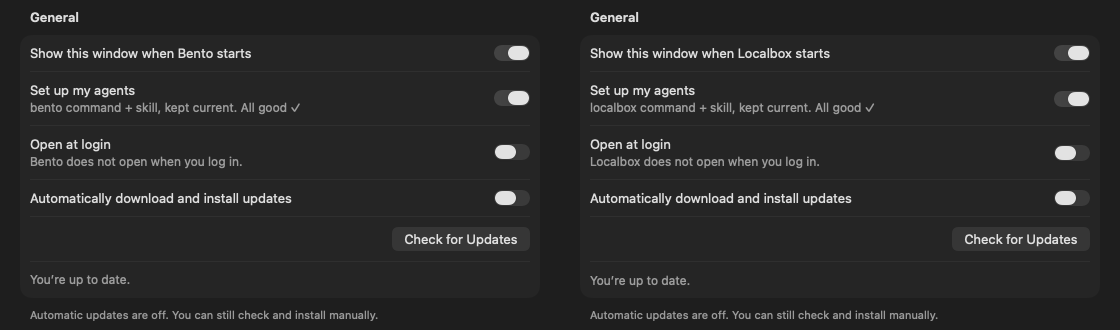 General
Show this window when Bento starts
Set up my agents
bento command + skill, kept current. All good ✓
Open at login
Bento does not open when you log in.
Automatically download and install updates
Check for Updates
You're up to date.
Automatic updates are off. You can still check and install manually.
General
Show this window when Localbox starts
Set up my agents
localbox command + skill, kept current. All good ✓
Open at login
Localbox does not open when you log in.
Automatically download and install updates
Check for Updates
You're up to date.
Automatic updates are off. You can still check and install manually.